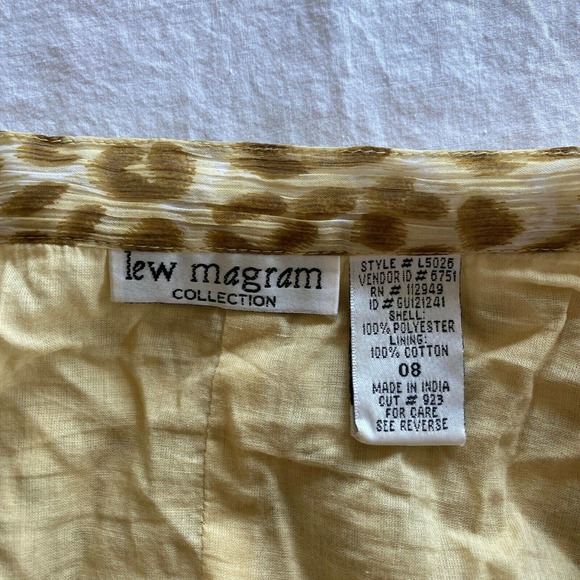 lew magram
COLLECTION
STYLE # L5026
VENDOR ID # 6751
RN # 112949
ID# GU121241
SHELL:
100% POLYESTER
LINING:
100% COTTON
08
MADE IN INDIA
CUT # 923
FOR CARE
SEE REVERSE